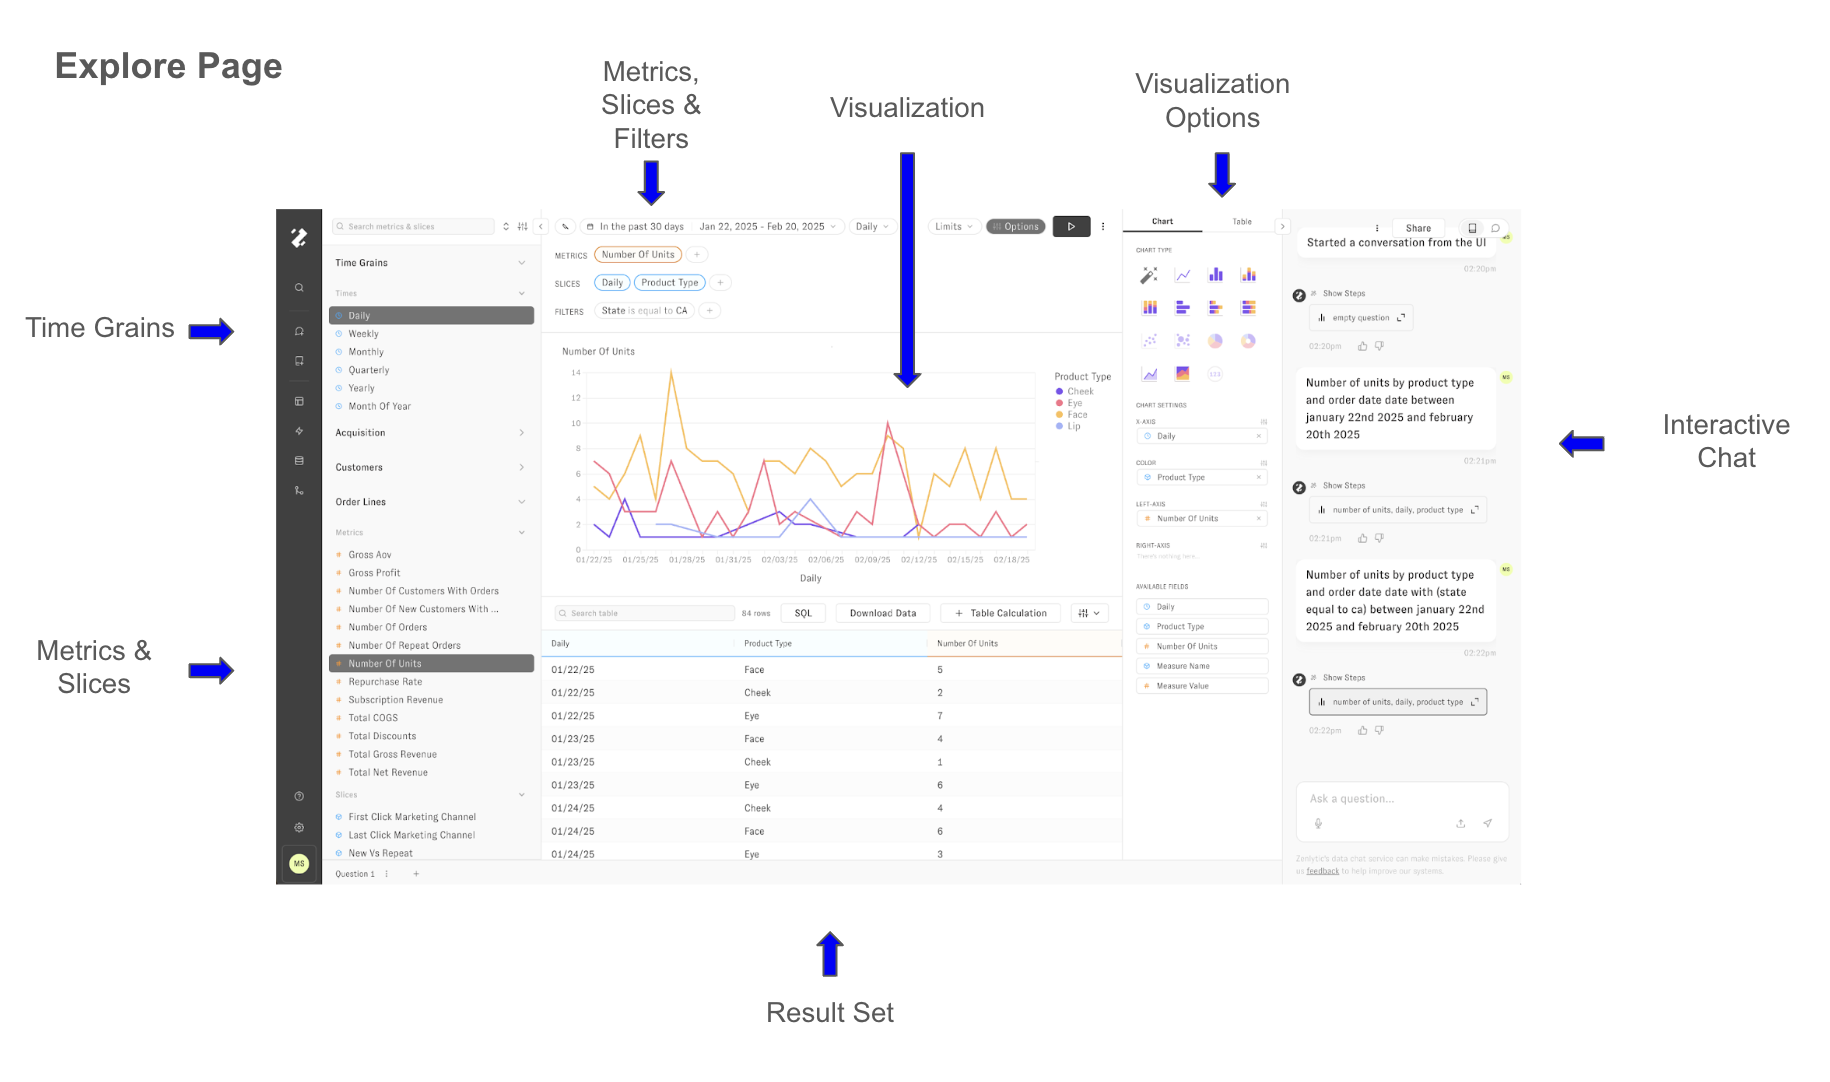 Explore Page
Metrics,
Slices &
Filters
Visualization
Visualization
Options
Time Grains
Metrics &
Slices
Interactive
Chat
Result Set
Search metrics & slices
Time Grains
Times
Daily
Weekly
Monthly
Quarterly
Yearly
Month Of Year
Acquisition
Customers
Order Lines
Metrics
# Gross Aov
# Gross Profit
# Number Of Customers With Orders
# Number Of New Customers With ...
# Number Of Orders
# Number Of Repeat Orders
# Number Of Units
# Repurchase Rate
# Subscription Revenue
# Total COGS
# Total Discounts
# Total Gross Revenue
# Total Net Revenue
Slices
First Click Marketing Channel
Last Click Marketing Channel
New Vs Repeat
MS
Question 1
+
In the past 30 days Jan 22, 2025 - Feb 20, 2025 Daily Limits Options
METRICS Number Of Units +
SLICES Daily Product Type +
FILTERS State is equal to CA +
Number Of Units
14
12
10
8
6
4
2
0
01/22/25 01/25/25 01/28/25 01/31/25 02/03/25 02/06/25 02/09/25 02/12/25 02/15/25 02/18/25
Daily
Product Type
Cheek
Eye
Face
Lip
Search table 84 rows SQL Download Data + Table Calculation
Daily Product Type Number Of Units
01/22/25 Face 5
01/22/25 Cheek 2
01/22/25 Eye 7
01/23/25 Face 4
01/23/25 Cheek 1
01/23/25 Eye 6
01/24/25 Cheek 4
01/24/25 Face 6
01/24/25 Eye 3
Chart Table
CHART TYPE
123
CHART SETTINGS
X-AXIS
Daily ×
COLOR
Product Type ×
LEFT-AXIS
# Number Of Units ×
RIGHT-AXIS
There's nothing here...
AVAILABLE FIELDS
Daily
Product Type
# Number Of Units
Measure Name
# Measure Value
Share
Started a conversation from the UI
MS
02:20pm
Show Steps
empty question
02:20pm
Number of units by product type
and order date date between
january 22nd 2025 and february
20th 2025
MS
02:21pm
Show Steps
number of units, daily, product type
02:21pm
Number of units by product type
and order date date with (state
equal to ca) between january 22nd
2025 and february 20th 2025
MS
02:22pm
Show Steps
number of units, daily, product type
02:22pm
Ask a question...
Zenlytic's data chat service can make mistakes. Please give
us feedback to help improve our systems.